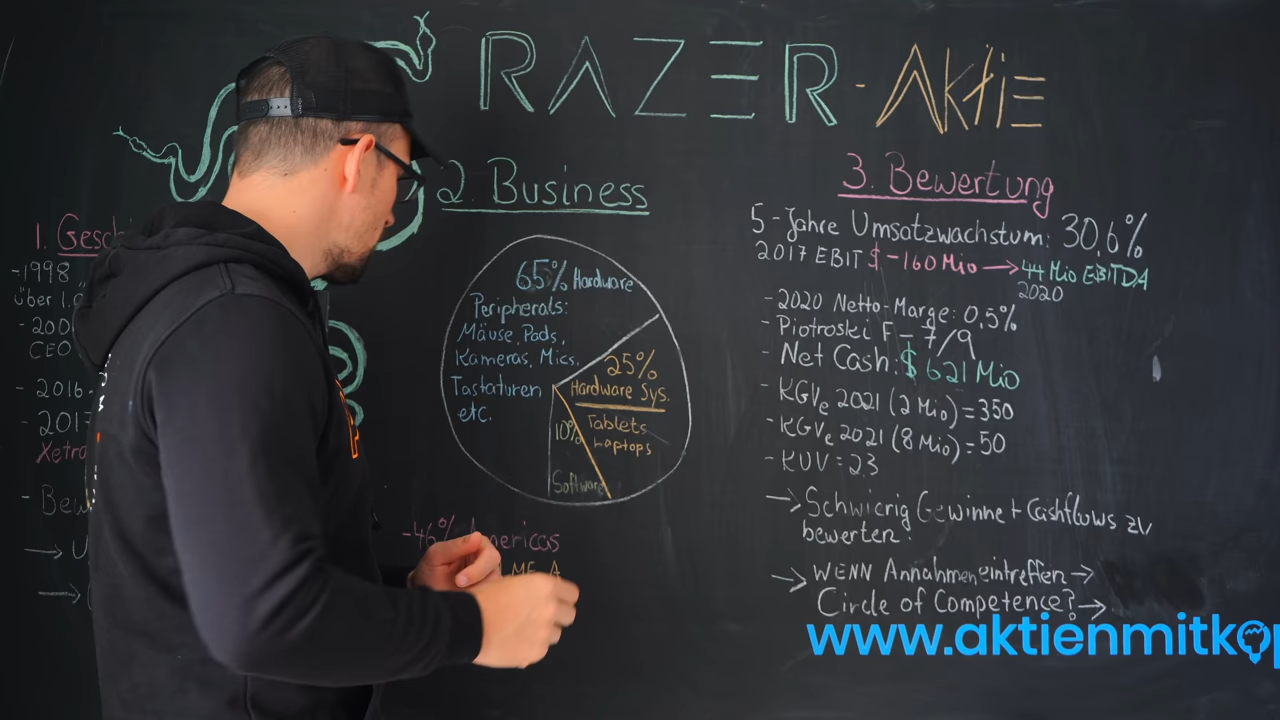 RAZER-AKTIE
1. Gesch
-1998
über 1.0
-200
CEO
-2016-
-2017
Xetra
- Bew
→ U
→
2. Business
65% Hardware
Peripherals:
Mäuse, Pads,
Kameras, Mics,
Tastaturen
etc.
25%
Hardware Sys.
Tablets
Laptops
10%
Software
-46% Americas
3. Bewertung
5-Jahre Umsatzwachstum: 30,6%
2017 EBIT $-160 Mio → 44 Mio EBITDA
2020
-2020 Netto-Marge: 0,5%
-Piotroski F – 7/9
- Net Cash: $ 621 Mio
- KGVe 2021 (2 Mio) = 350
- KGVe 2021 (8 Mio) = 50
- KUV = 2,3
→ Schwierig Gewinne + Cashflows zu
bewerten.
→ WENN Annahmen eintreffen →
Circle of Competence? →
www.aktienmitkop